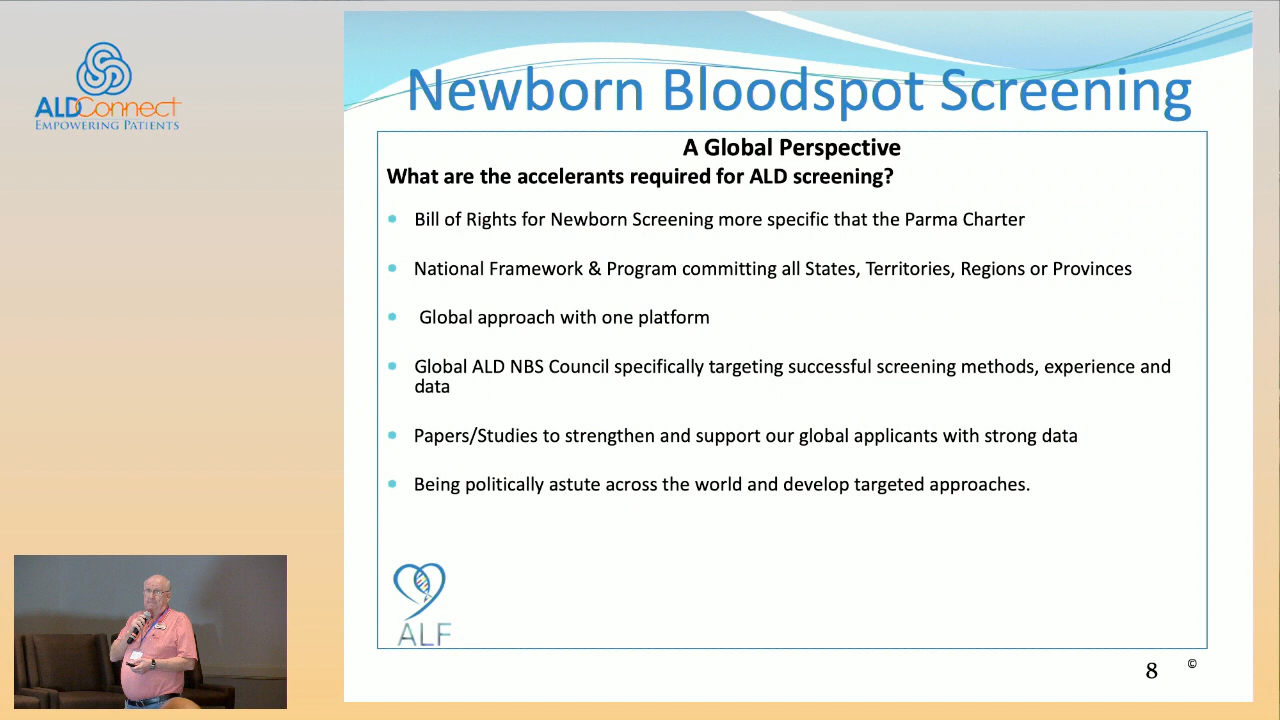 ALDConnect
EMPOWERING PATIENTS
Newborn Bloodspot Screening
A Global Perspective
What are the accelerants required for ALD screening?
Bill of Rights for Newborn Screening more specific that the Parma Charter
National Framework & Program committing all States, Territories, Regions or Provinces
Global approach with one platform
Global ALD NBS Council specifically targeting successful screening methods, experience and
data
Papers/Studies to strengthen and support our global applicants with strong data
Being politically astute across the world and develop targeted approaches.
ALF
8 ©